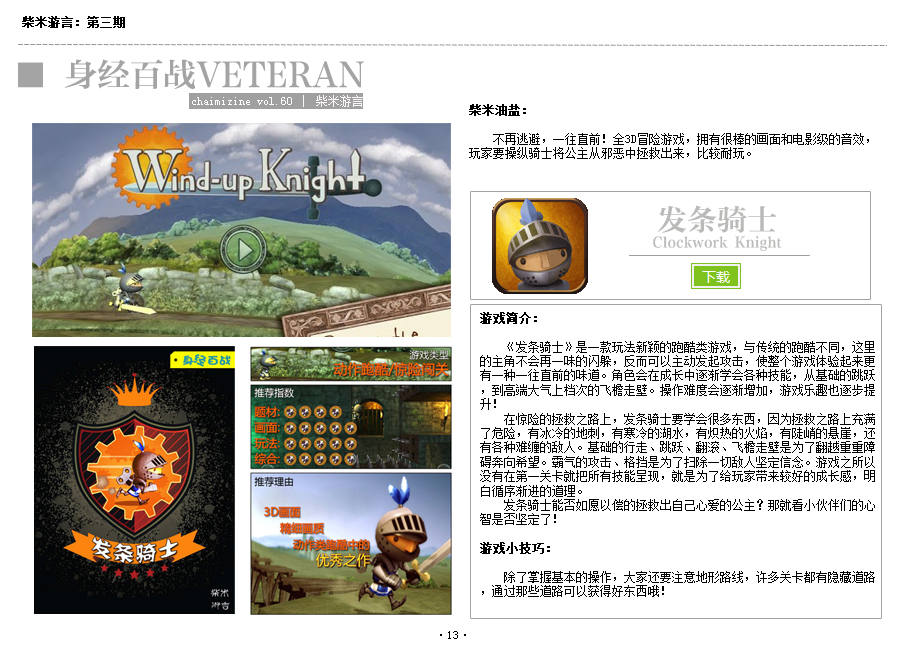 柴米游言：第三期
身经百战VETERAN
chaimizine vol.60 | 柴米游言
Wind-up Knight
身经百战
发条骑士
柴米
游言
游戏类型
动作跑酷/惊险闯关
推荐指数
题材:
画面:
玩法:
综合:
推荐理由
3D画面
精细画质
动作类跑酷中的
优秀之作
柴米油盐：
不再逃避，一往直前！全3D冒险游戏，拥有很棒的画面和电影级的音效，
玩家要操纵骑士将公主从邪恶中拯救出来，比较耐玩。
发条骑士
Clockwork Knight
下载
游戏简介：
《发条骑士》是一款玩法新颖的跑酷类游戏，与传统的跑酷不同，这里
的主角不会再一味的闪躲，反而可以主动发起攻击，使整个游戏体验起来更
有一种一往直前的味道。角色会在成长中逐渐学会各种技能，从基础的跳跃
，到高端大气上档次的飞檐走壁。操作难度会逐渐增加，游戏乐趣也逐步提
升！
在惊险的拯救之路上，发条骑士要学会很多东西，因为拯救之路上充满
了危险，有冰冷的地刺，有寒冷的湖水，有炽热的火焰，有陡峭的悬崖，还
有各种难缠的敌人。基础的行走、跳跃、翻滚、飞檐走壁是为了翻越重重障
碍奔向希望。霸气的攻击、格挡是为了扫除一切敌人坚定信念。游戏之所以
没有在第一关卡就把所有技能呈现，就是为了给玩家带来较好的成长感，明
白循序渐进的道理。
发条骑士能否如愿以偿的拯救出自己心爱的公主？那就看小伙伴们的心
智是否坚定了！
游戏小技巧：
除了掌握基本的操作，大家还要注意地形路线，许多关卡都有隐藏道路
，通过那些道路可以获得好东西哦！
· 13 ·